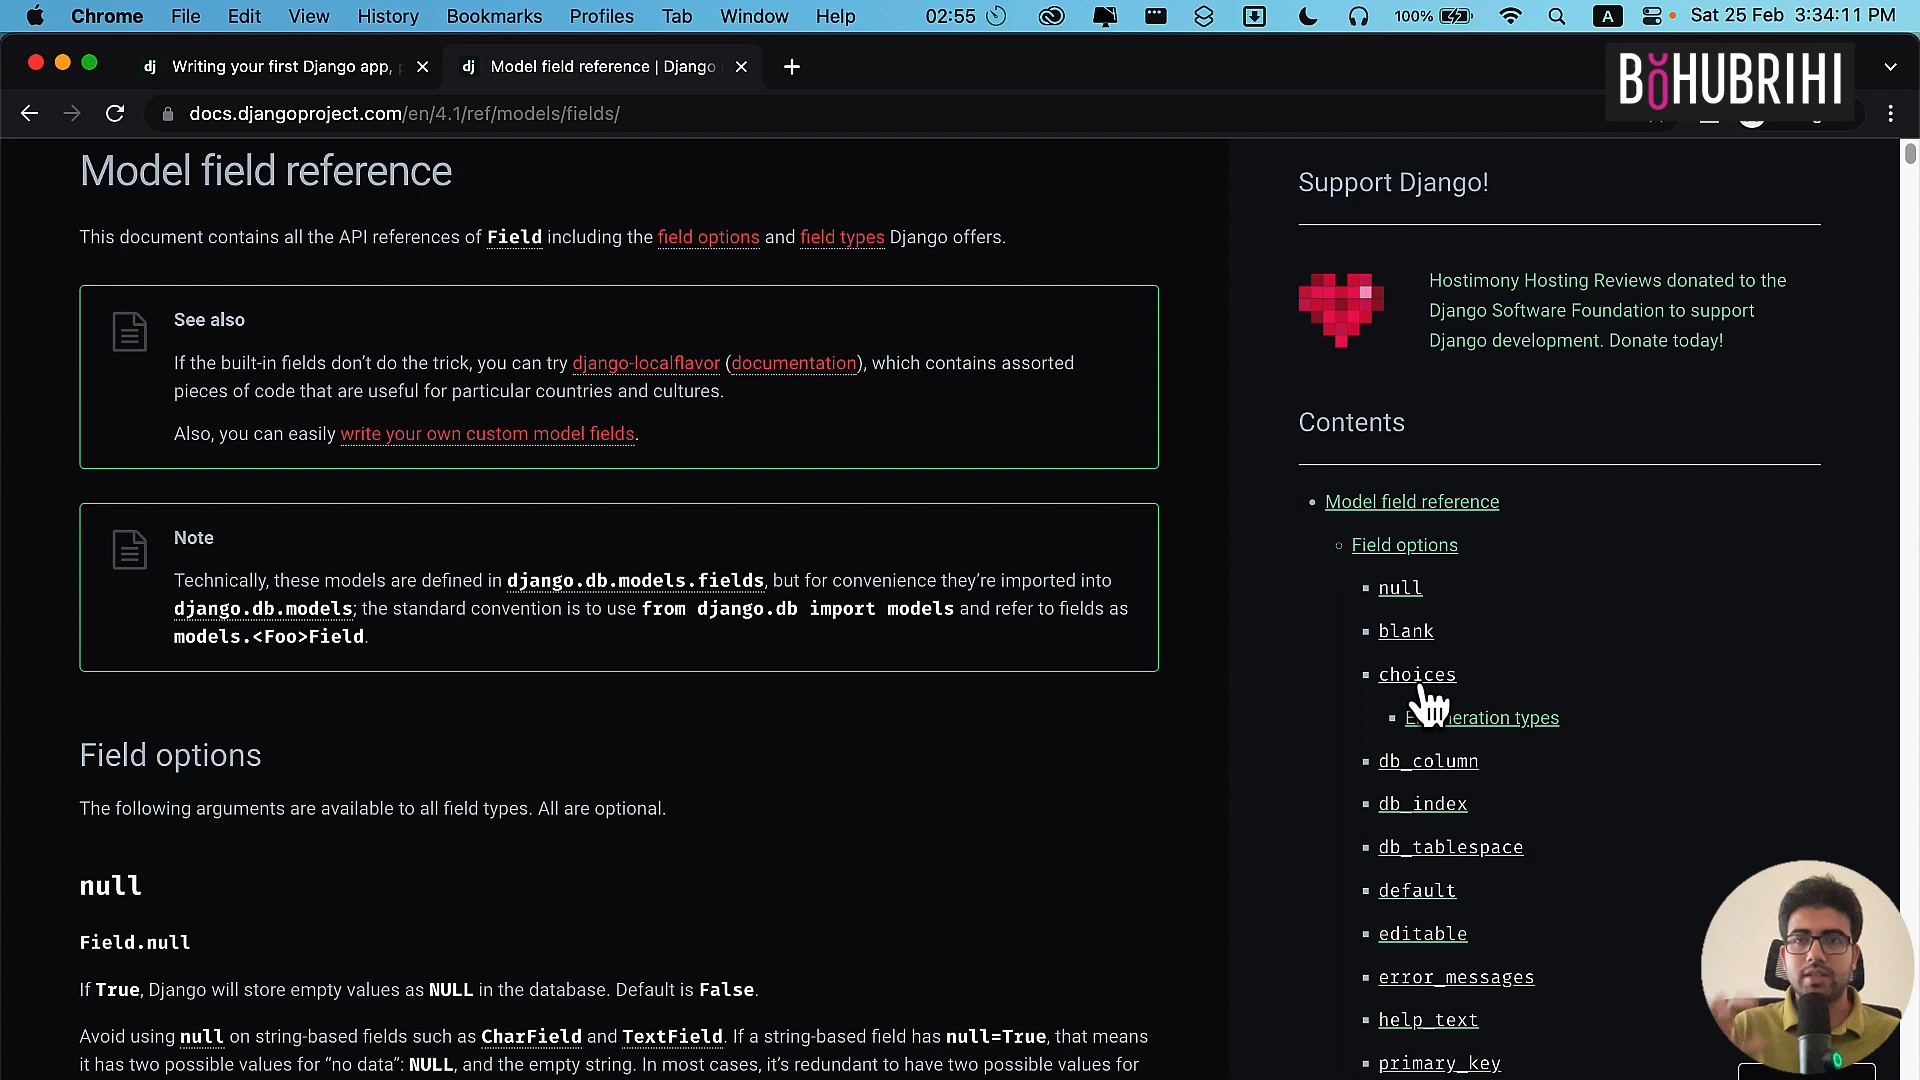 Chrome File Edit View History Bookmarks Profiles Tab Window Help 02:55 100% A Sat 25 Feb 3:34:11 PM
dj Writing your first Django app, dj Model field reference | Django
BOHUBRIHI
docs.djangoproject.com/en/4.1/ref/models/fields/
Model field reference
This document contains all the API references of Field including the field options and field types Django offers.
See also
If the built-in fields don’t do the trick, you can try django-localflavor (documentation), which contains assorted
pieces of code that are useful for particular countries and cultures.
Also, you can easily write your own custom model fields.
Note
Technically, these models are defined in django.db.models.fields, but for convenience they’re imported into
django.db.models; the standard convention is to use from django.db import models and refer to fields as
models.<Foo>Field.
Field options
The following arguments are available to all field types. All are optional.
null
Field.null
If True, Django will store empty values as NULL in the database. Default is False.
Avoid using null on string-based fields such as CharField and TextField. If a string-based field has null=True, that means
it has two possible values for “no data”: NULL, and the empty string. In most cases, it’s redundant to have two possible values for
Support Django!
Hostimony Hosting Reviews donated to the
Django Software Foundation to support
Django development. Donate today!
Contents
Model field reference
Field options
null
blank
choices
types
db_column
db_index
db_tablespace
default
editable
error_messages
help_text
primary_key